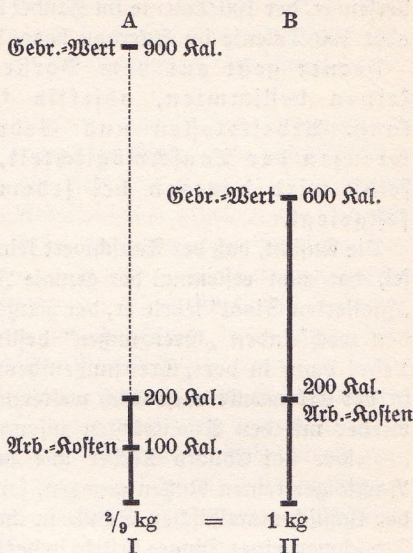 A B
Gebr.=Wert 900 Kal.
Gebr.=Wert 600 Kal.
200 Kal.
200 Kal.
Arb.=Kosten
Arb.=Kosten 100 Kal.
2/9 kg = 1 kg
I II